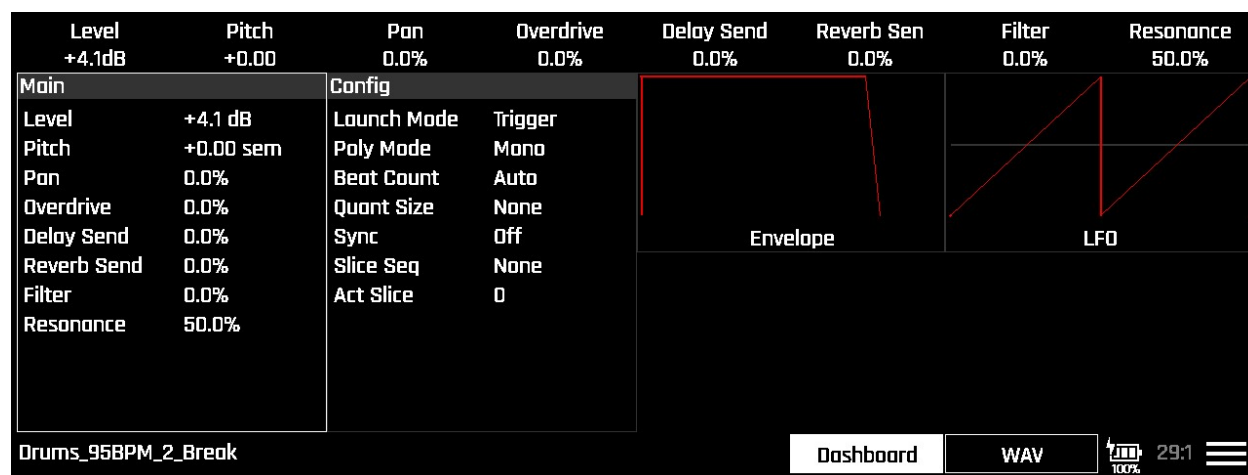 Level Pitch Pan Overdrive Delay Send Reverb Sen Filter Resonance
+4.1dB +0.00 0.0% 0.0% 0.0% 0.0% 0.0% 50.0%
Main Config
Level +4.1 dB Launch Mode Trigger
Pitch +0.00 sem Poly Mode Mono
Pan 0.0% Beat Count Auto
Overdrive 0.0% Quant Size None
Delay Send 0.0% Sync Off Envelope LFO
Reverb Send 0.0% Slice Seq None
Filter 0.0% Act Slice 0
Resonance 50.0%
Drums_95BPM_2_Break Dashboard WAV 100% 29:1